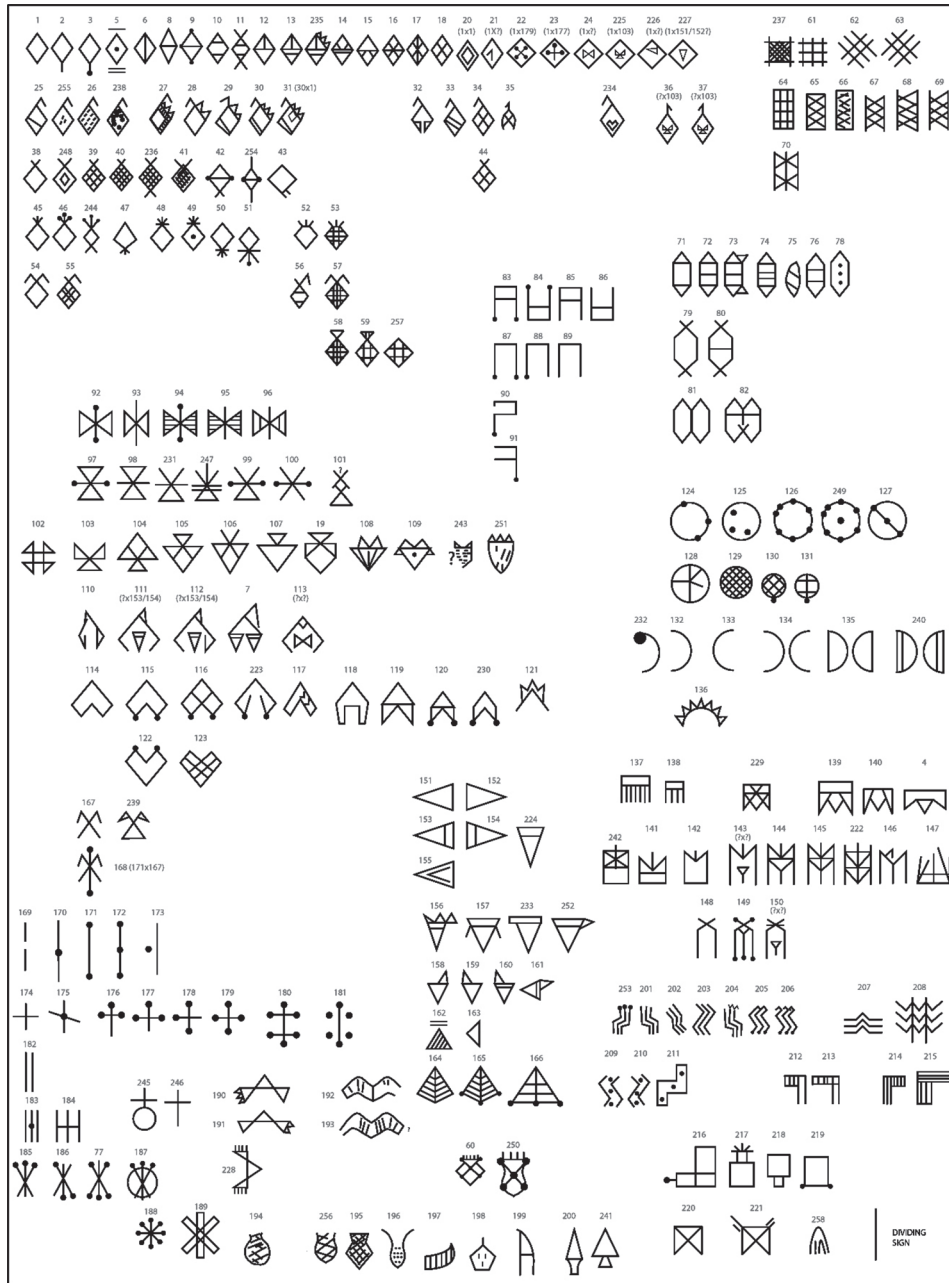 1 2 3 5 6 8 9 10 11 12 13 235 14 15 16 17 18 20 21 22 23 24 225 226 227 237 61 62 63
(1x1) (1X?) (1x179) (1x177) (1x?) (1x103) (1x?) (1x151/152?)
25 255 26 238 27 28 29 30 31 (30x1) 32 33 34 35 234 36 37 64 65 66 67 68 69
(?x103) (?x103)
38 248 39 40 236 41 42 254 43 44 70
45 46 244 47 48 49 50 51 52 53
54 55 56 57 83 84 85 86 71 72 73 74 75 76 78
58 59 257 87 88 89 79 80
92 93 94 95 96 90 81 82
91
97 98 231 247 99 100 101
?
124 125 126 249 127
102 103 104 105 106 107 19 108 109 243 251 128 129 130 131
?
110 111 112 7 113 232 132 133 134 135 240
(?x153/154) (?x153/154) (?x?)
114 115 116 223 117 118 119 120 230 121 136
122 123
151 152 137 138 229 139 140 4
167 239 153 154 224 242 141 142 143 144 145 222 146 147
(?x?)
168 (171x167) 155
169 170 171 172 173 156 157 233 252 148 149 150
(?x?)
158 159 160 161
174 175 176 177 178 179 180 181 162 163 253 201 202 203 204 205 206 207 208
182 164 165 166 209 210 211 212 213 214 215
183 184 245 246 190 192
191 193 ?
185 186 77 187 228 60 250 216 217 218 219
188 189 194 256 195 196 197 198 199 200 241 220 221 258
DIVIDING
SIGN